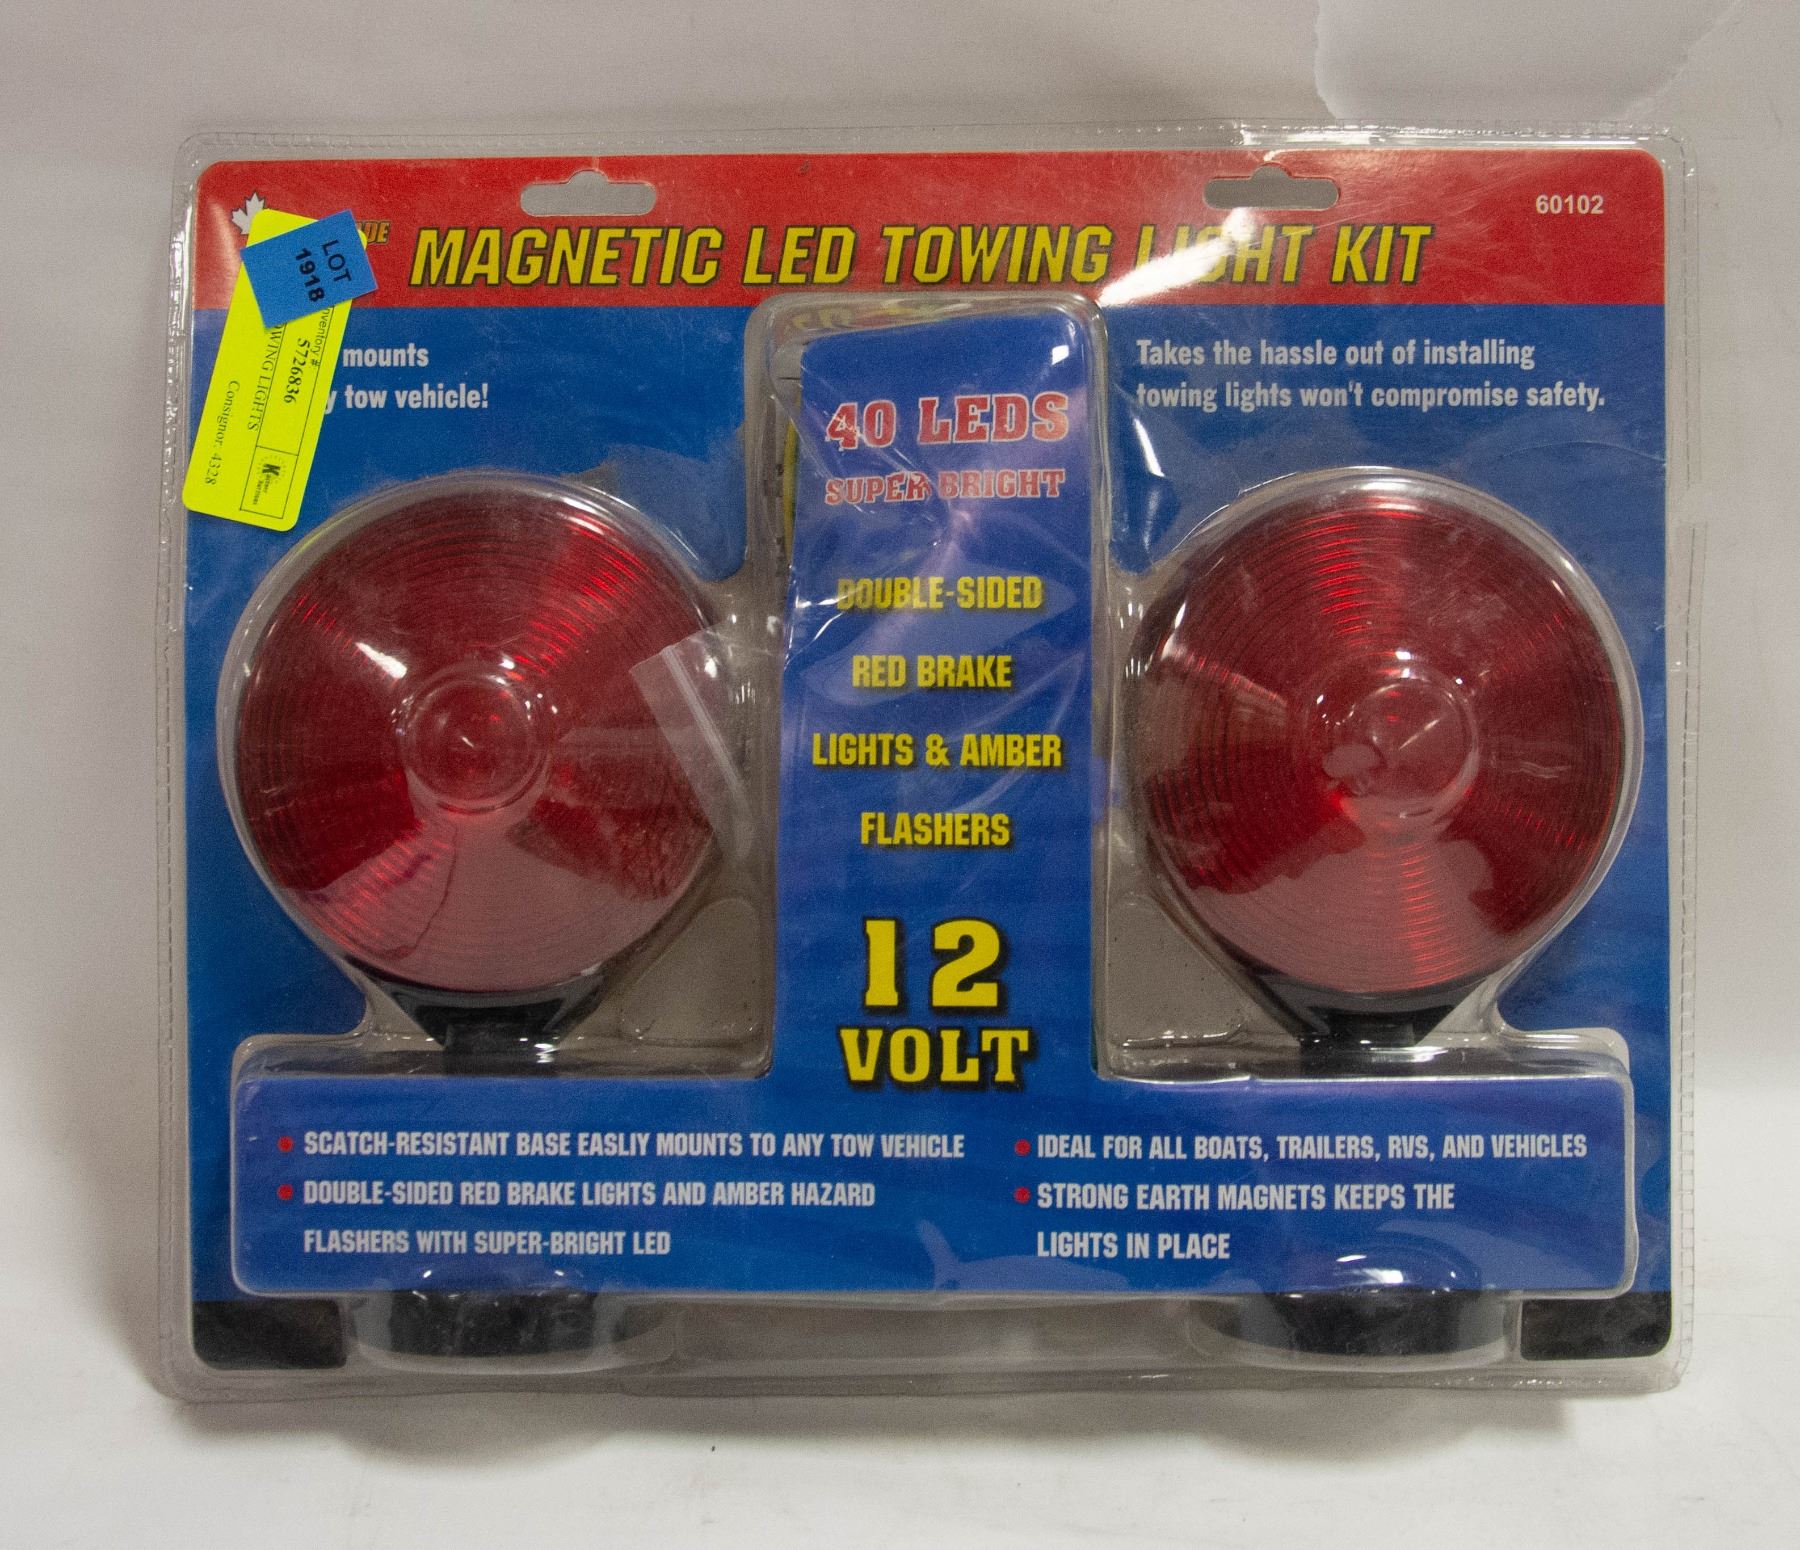 60102
MAGNETIC LED TOWING LIGHT KIT
LOT
1918
Inventory #
5726836
TOWING LIGHTS
Consignor: 4328
mounts
tow vehicle!
Takes the hassle out of installing
towing lights won't compromise safety.
40 LEDS
SUPER BRIGHT
DOUBLE-SIDED
RED BRAKE
LIGHTS & AMBER
FLASHERS
12
VOLT
SCATCH-RESISTANT BASE EASLIY MOUNTS TO ANY TOW VEHICLE
DOUBLE-SIDED RED BRAKE LIGHTS AND AMBER HAZARD
FLASHERS WITH SUPER-BRIGHT LED
IDEAL FOR ALL BOATS, TRAILERS, RVS, AND VEHICLES
STRONG EARTH MAGNETS KEEPS THE
LIGHTS IN PLACE